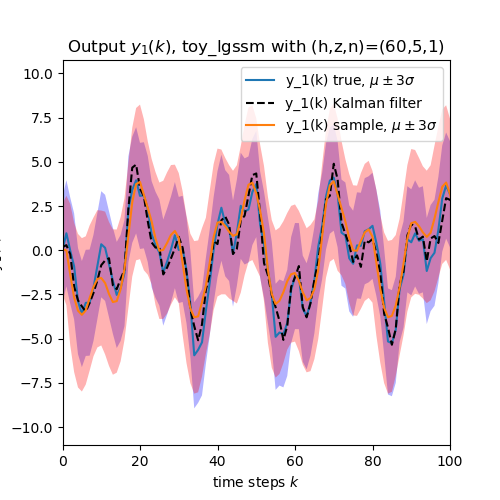 Output y₁(k), toy_lgssm with (h,z,n)=(60,5,1)
y_1(k) true, μ ± 3σ
y_1(k) Kalman filter
y_1(k) sample, μ ± 3σ
10.0
7.5
5.0
2.5
0.0
−2.5
−5.0
−7.5
−10.0
0 20 40 60 80 100
time steps k